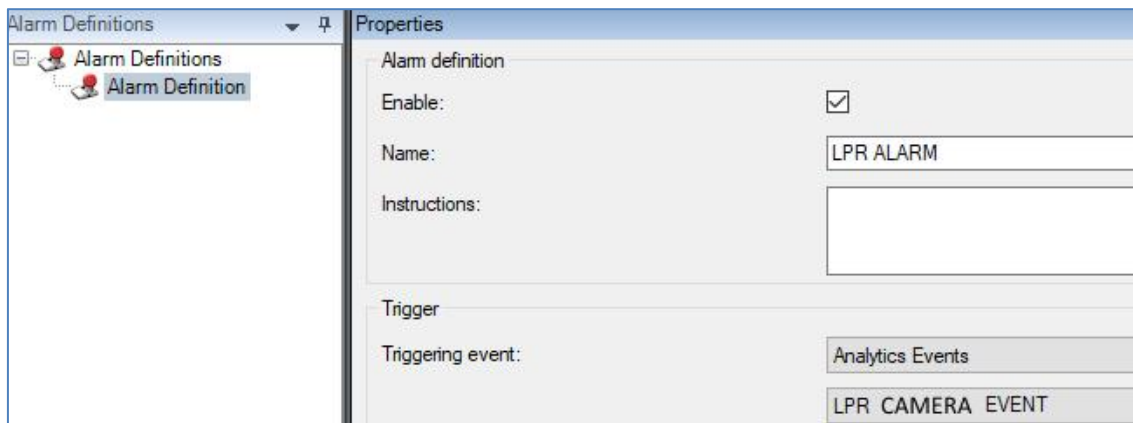 Alarm Definitions
Alarm Definitions
Alarm Definition
Properties
Alarm definition
Enable:
Name: LPR ALARM
Instructions:
Trigger
Triggering event: Analytics Events
LPR CAMERA EVENT